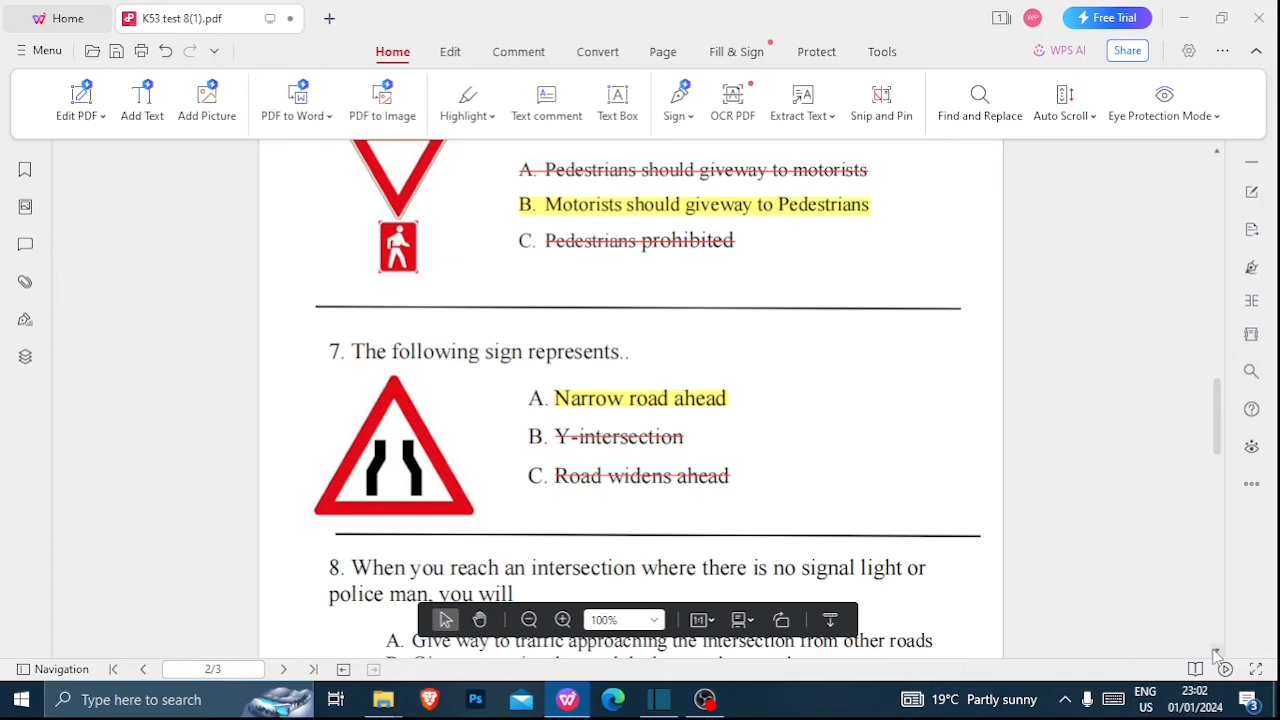 Home
K53 test 8(1).pdf
1
WP
Free Trial
Menu
Home
Edit
Comment
Convert
Page
Fill & Sign
Protect
Tools
WPS AI
Share
Edit PDF
Add Text
Add Picture
PDF to Word
PDF to Image
Highlight
Text comment
Text Box
Sign
OCR PDF
Extract Text
Snip and Pin
Find and Replace
Auto Scroll
Eye Protection Mode
A. Pedestrians should giveway to motorists
B. Motorists should giveway to Pedestrians
C. Pedestrians prohibited
7. The following sign represents..
A. Narrow road ahead
B. Y-intersection
C. Road widens ahead
8. When you reach an intersection where there is no signal light or
police man, you will
100%
A. Give way to traffic approaching the intersection from other roads
Navigation
2/3
Type here to search
Ps
19°C Partly sunny
ENG
US
23:02
01/01/2024
3